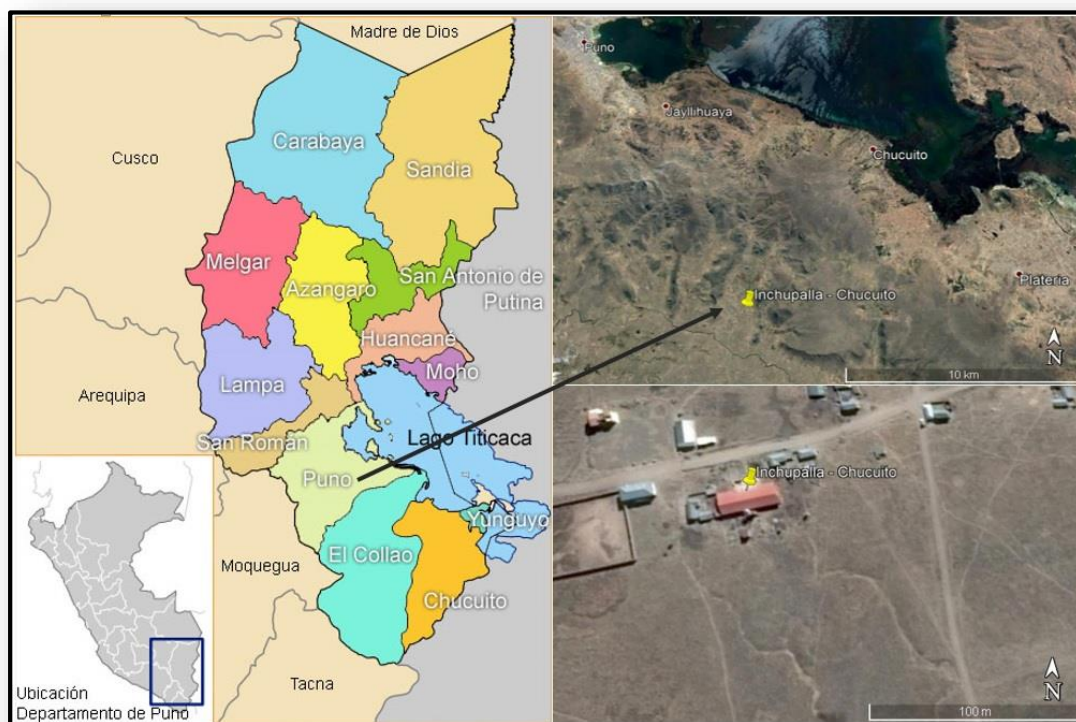 Madre de Dios
Cusco
Carabaya
Sandia
Melgar
Azangaro
San Antonio de
Putina
Huancané
Moho
Lampa
Arequipa
San Román
Lago Titicaca
Puno
Yunguyo
El Collao
Moquegua
Chucuito
Tacna
Ubicación
Departamento de Puno
Puno
Jayllihuaya
Chucuito
Plateria
Inchupalla - Chucuito
N
10 km
Inchupalla - Chucuito
N
100 m